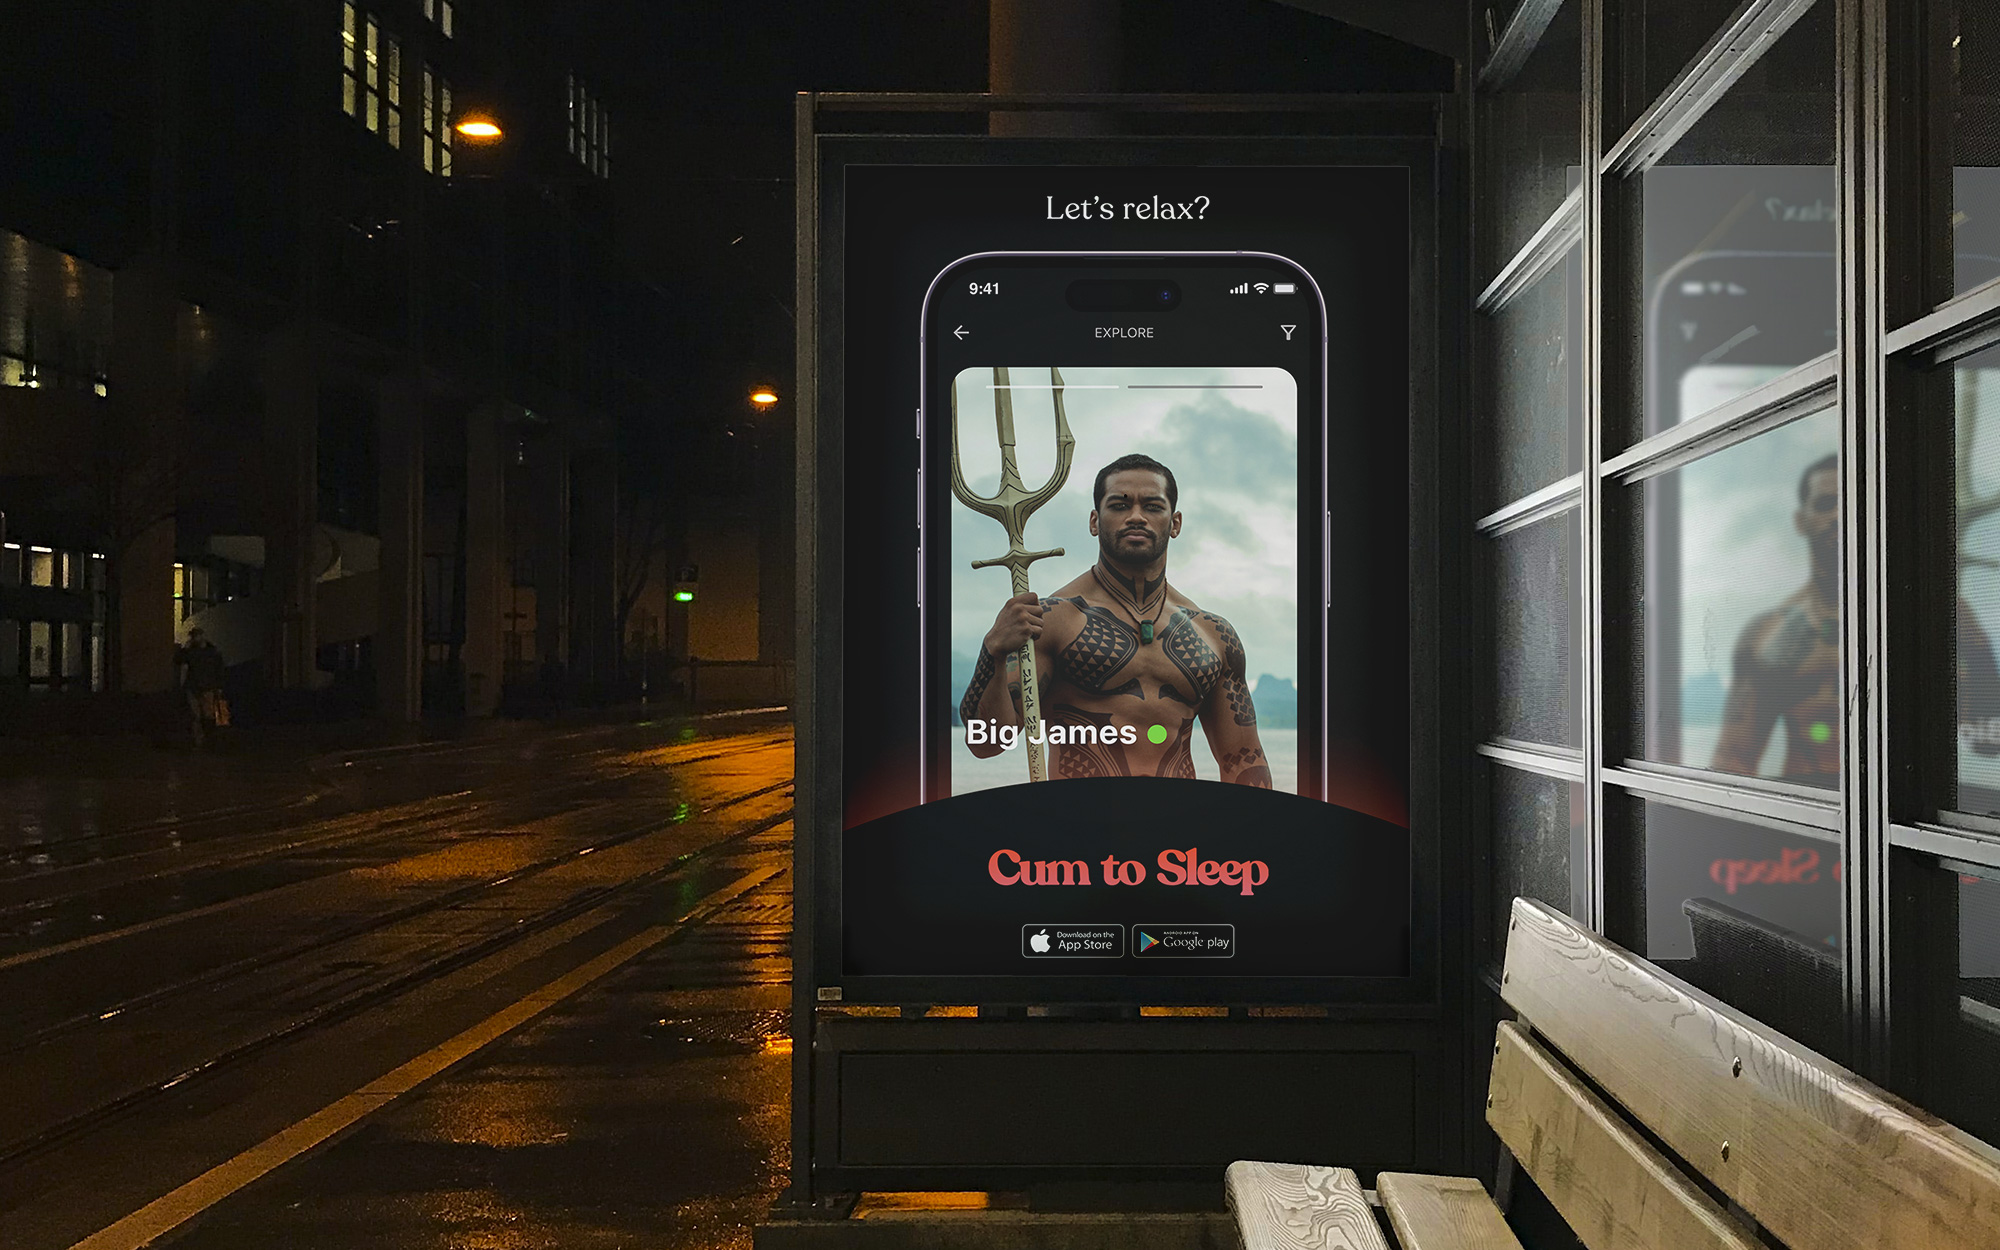 Let's relax?
9:41
EXPLORE
Big James
Cum to Sleep
Download on the
App Store
ANDROID APP ON
Google play